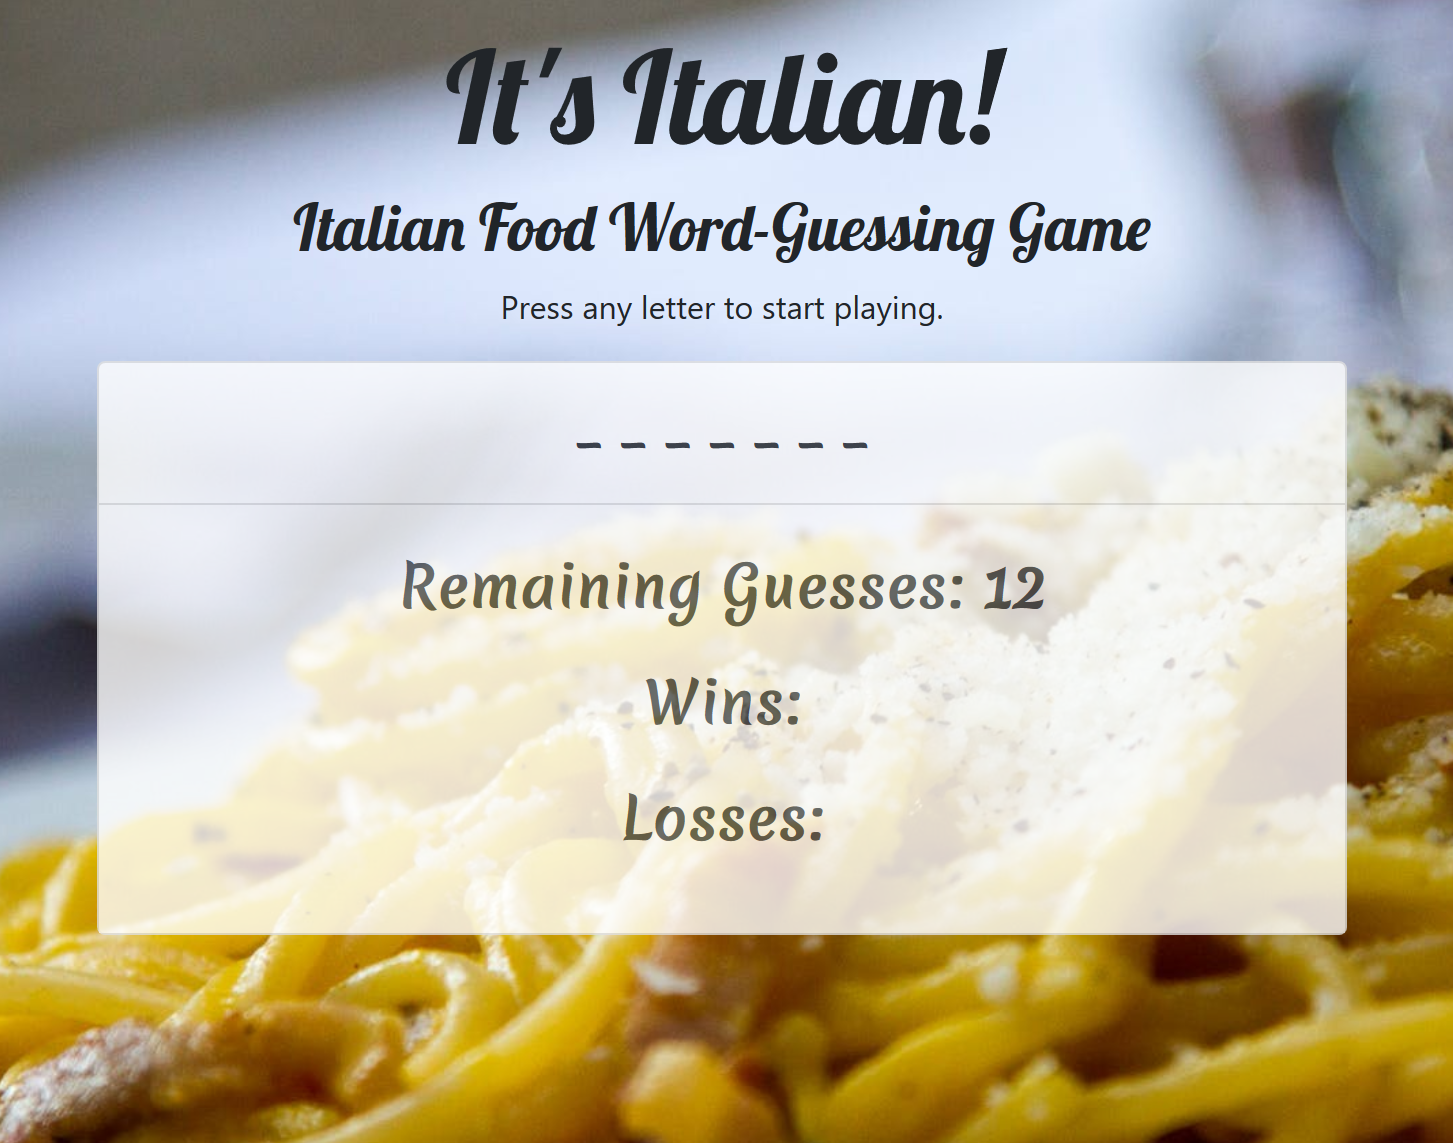 It's Italian!
Italian Food Word-Guessing Game
Press any letter to start playing.
_ _ _ _ _ _ _
Remaining Guesses: 12
Wins:
Losses: